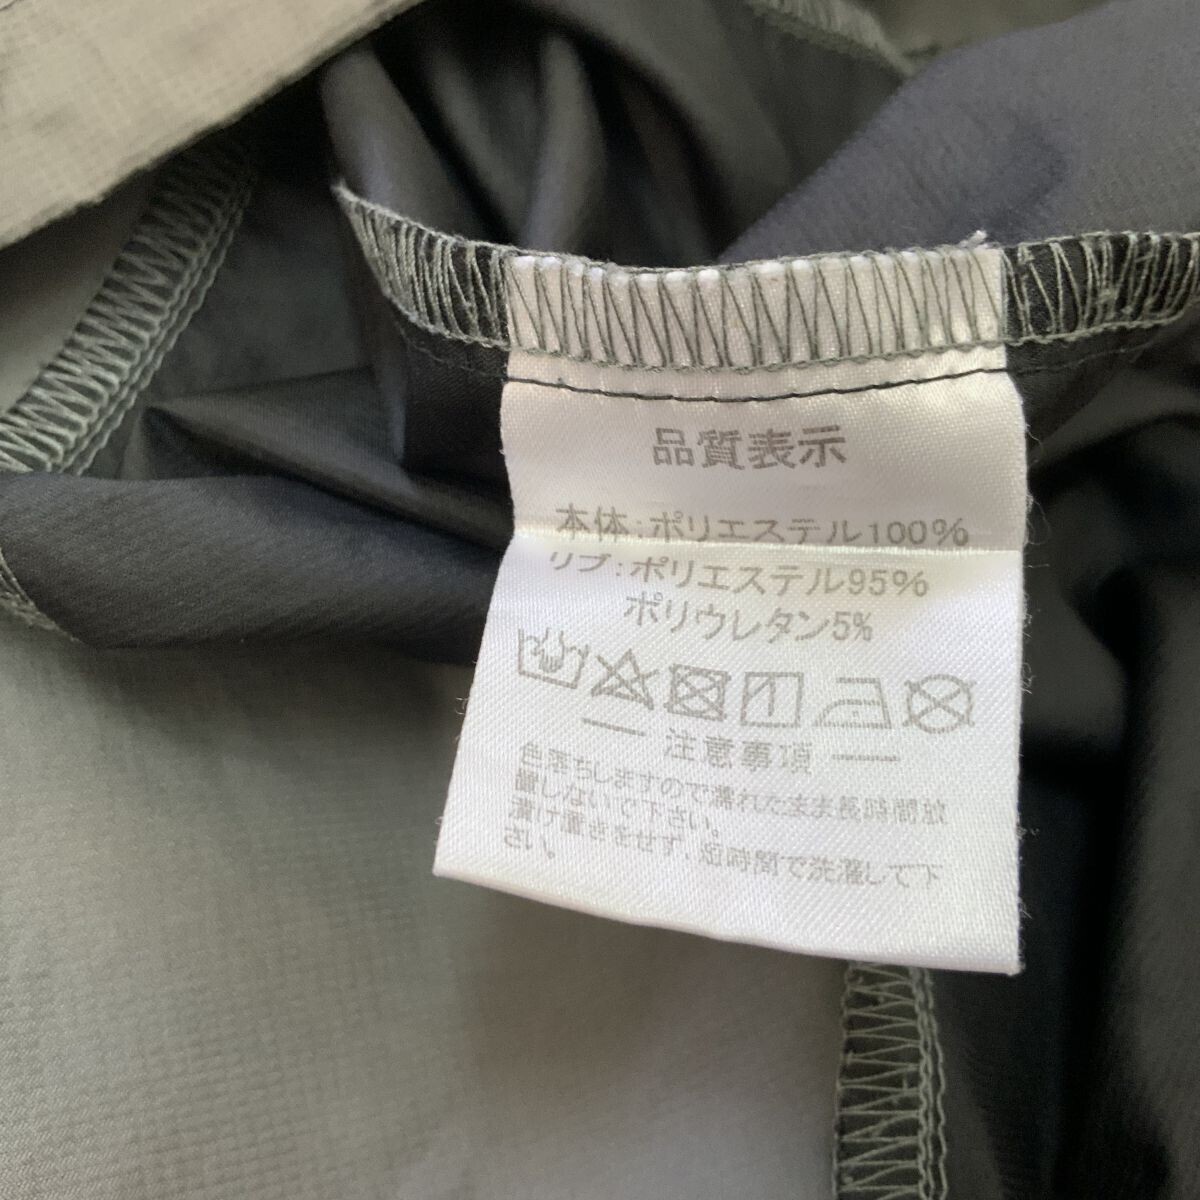 品質表示
本体:ポリエステル100%
リブ:ポリエステル95%
ポリウレタン5%
注意事項
色落ちしますので濡れたまま長時間放
置しないで下さい。
漬け置きをせず、短時間で洗濯して下
さい。